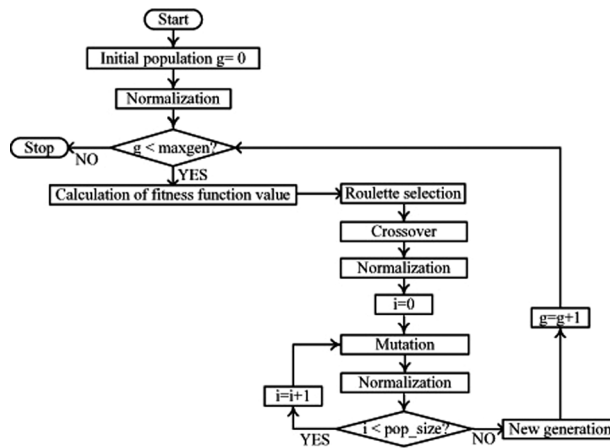 Start
Initial population g= 0
Normalization
g < maxgen?
Stop
NO
YES
Calculation of fitness function value
Roulette selection
Crossover
Normalization
i=0
Mutation
Normalization
i=i+1
i < pop_size?
YES
NO
New generation
g=g+1